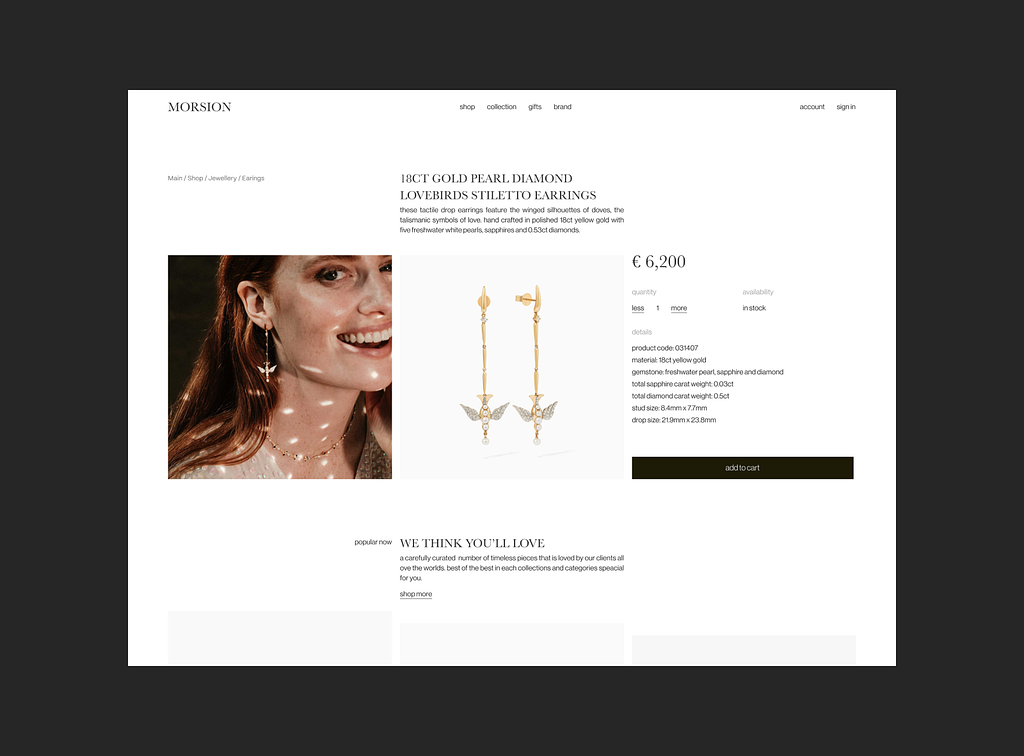 MORSION
shop collection gifts brand
account sign in
Main / Shop / Jewellery / Earings
18CT GOLD PEARL DIAMOND
LOVEBIRDS STILETTO EARRINGS
these tactile drop earrings feature the winged silhouettes of doves, the
talismanic symbols of love. hand crafted in polished 18ct yellow gold with
five freshwater white pearls, sapphires and 0.53ct diamonds.
€ 6,200
quantity
availability
less 1 more
in stock
details
product code: 031407
material: 18ct yellow gold
gemstone: freshwater pearl, sapphire and diamond
total sapphire carat weight: 0.03ct
total diamond carat weight: 0.5ct
stud size: 8.4mm x 7.7mm
drop size: 21.9mm x 23.8mm
add to cart
popular now
WE THINK YOU'LL LOVE
a carefully curated number of timeless pieces that is loved by our clients all
ove the worlds. best of the best in each collections and categories speacial
for you.
shop more